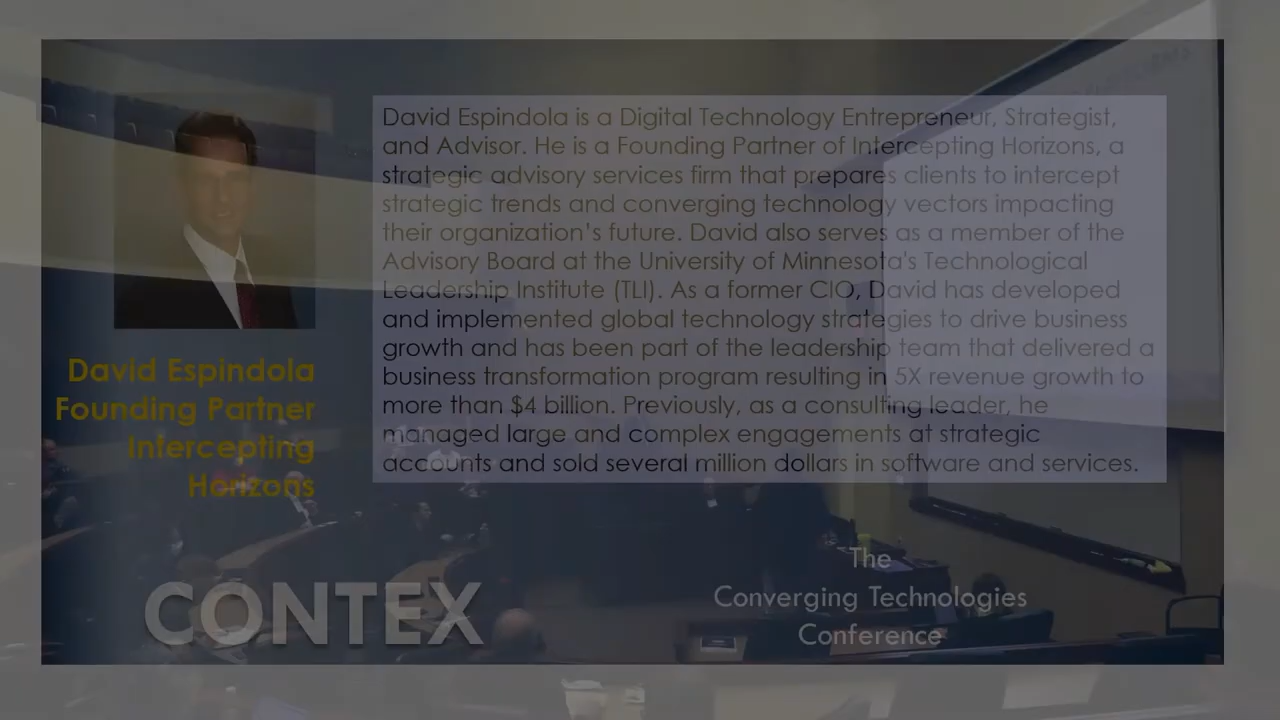 David Espindola is a Digital Technology Entrepreneur, Strategist,
and Advisor. He is a Founding Partner of Intercepting Horizons, a
strategic advisory services firm that prepares clients to intercept
strategic trends and converging technology vectors impacting
their organization's future. David also serves as a member of the
Advisory Board at the University of Minnesota's Technological
Leadership Institute (TLI). As a former CIO, David has developed
and implemented global technology strategies to drive business
growth and has been part of the leadership team that delivered a
business transformation program resulting in 5X revenue growth to
more than $4 billion. Previously, as a consulting leader, he
managed large and complex engagements at strategic
accounts and sold several million dollars in software and services.
David Espindola
Founding Partner
Intercepting
Horizons
CONTEX
The
Converging Technologies
Conference